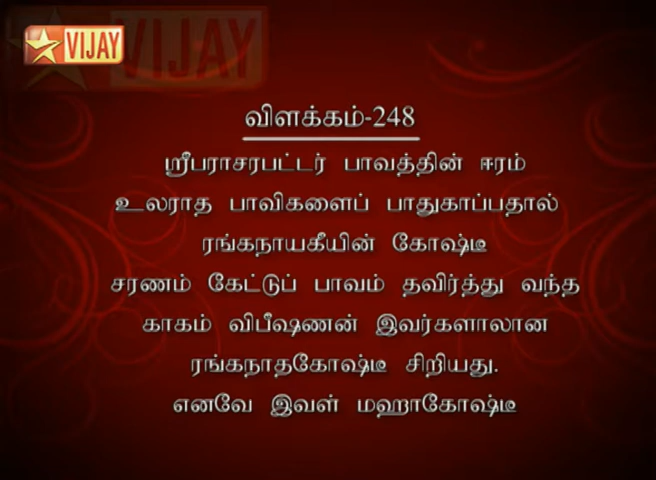 VIJAY
VIJAY
விளக்கம்-248
ஸ்ரீபராசரபட்டர் பாவத்தின் ஈரம்
உலராத பாவிகளைப் பாதுகாப்பதால்
ரங்கநாயகீயின் கோஷ்டீ
சரணம் கேட்டுப் பாவம் தவிர்த்து வந்த
காகம் விபீஷணன் இவர்களாலான
ரங்கநாதகோஷ்டீ சிறியது.
எனவே இவள் மஹாகோஷ்டீ